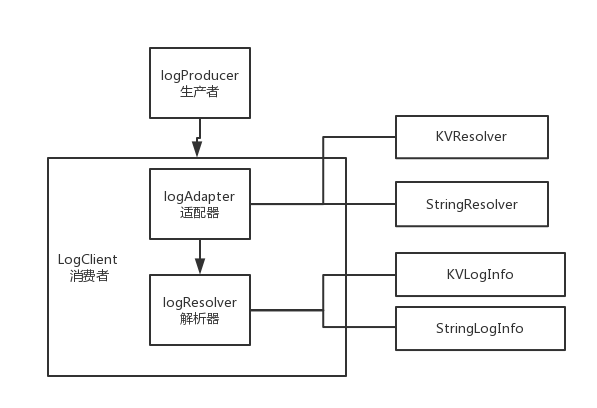 logProducer
生产者
LogClient
消费者
logAdapter
适配器
logResolver
解析器
KVResolver
StringResolver
KVLogInfo
StringLogInfo